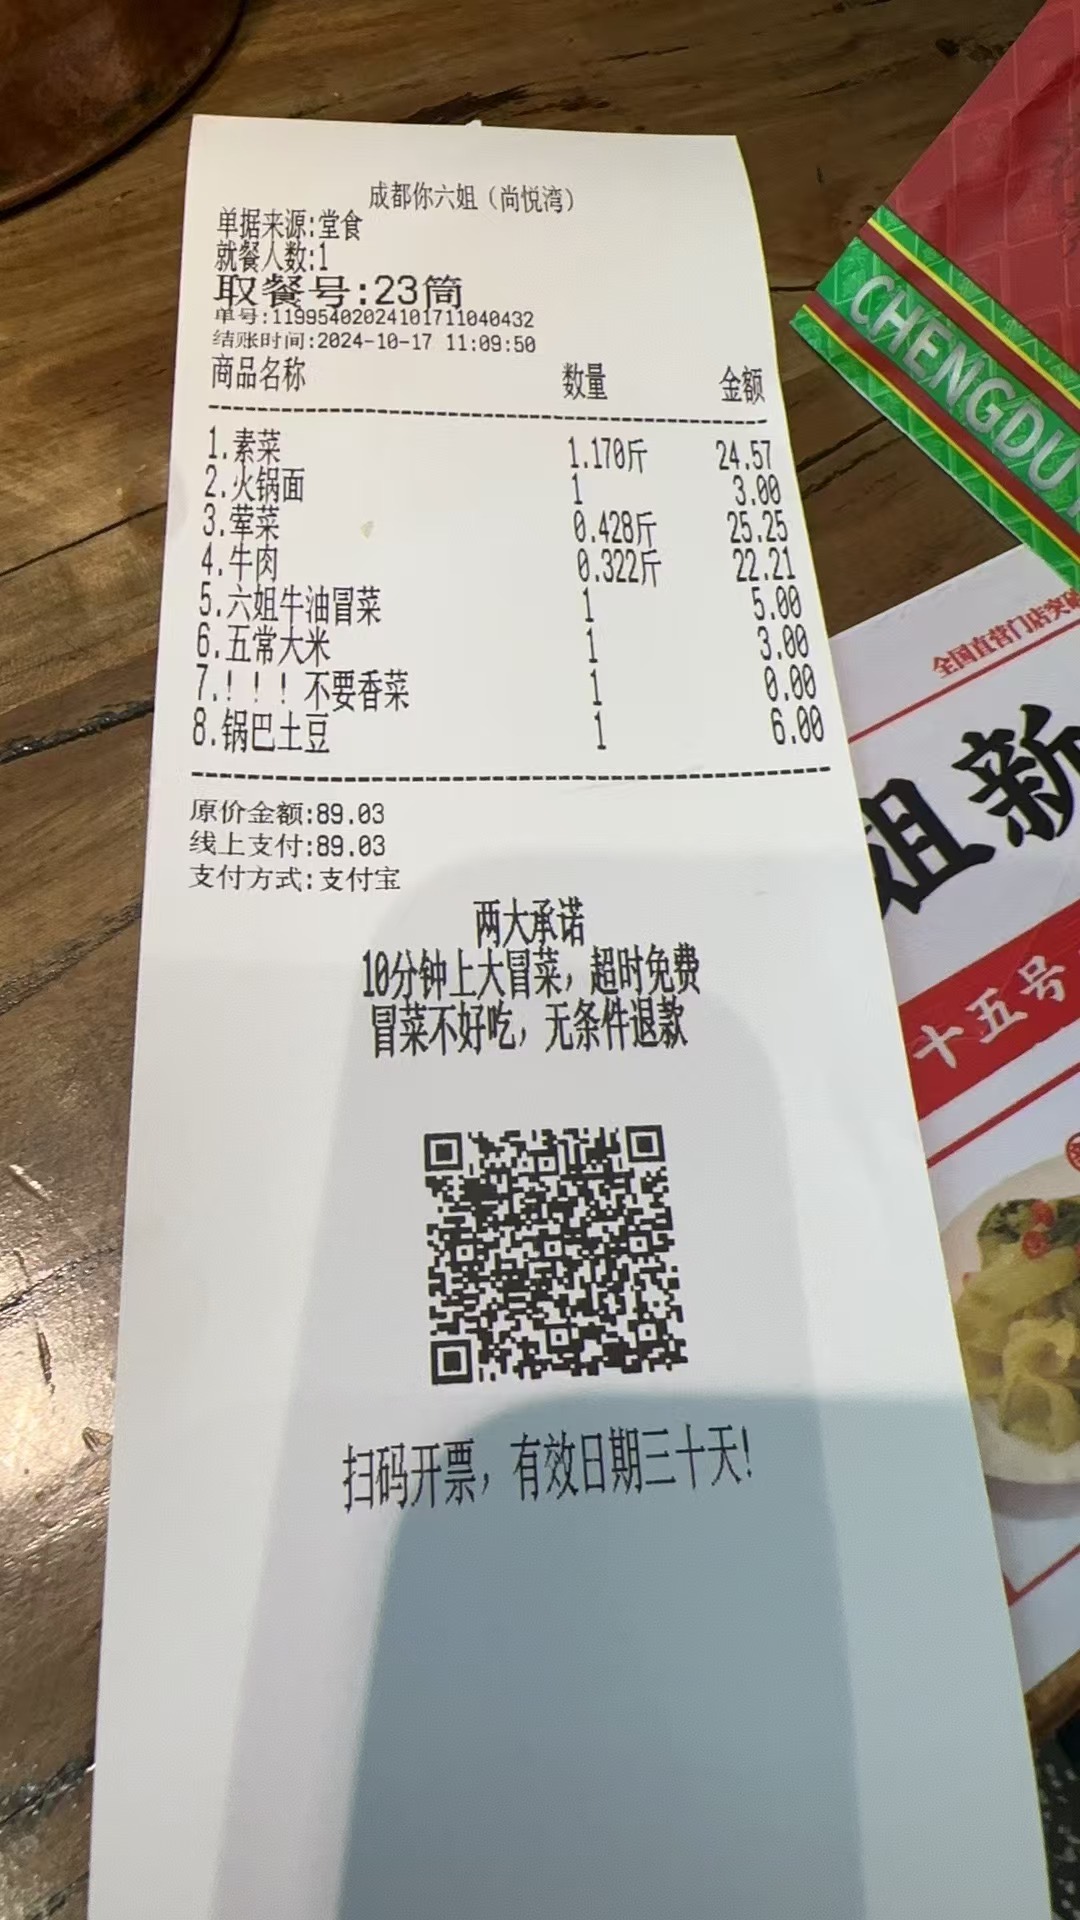 成都你六姐（尚悦湾）
单据来源:堂食
就餐人数:1
取餐号:23筒
单号:11995402024101711040432
结账时间:2024-10-17 11:09:50
商品名称 数量 金额
1.素菜 1.170斤 24.57
2.火锅面 1 3.00
3.荤菜 0.428斤 25.25
4.牛肉 0.322斤 22.21
5.六姐牛油冒菜 1 5.00
6.五常大米 1 3.00
7.！！！不要香菜 1 0.00
8.锅巴土豆 1 6.00
原价金额:89.03
线上支付:89.03
支付方式:支付宝
两大承诺
10分钟上大冒菜，超时免费
冒菜不好吃，无条件退款
扫码开票，有效日期三十天!
CHENGDU
全国直营门店突破
姐新
十五号